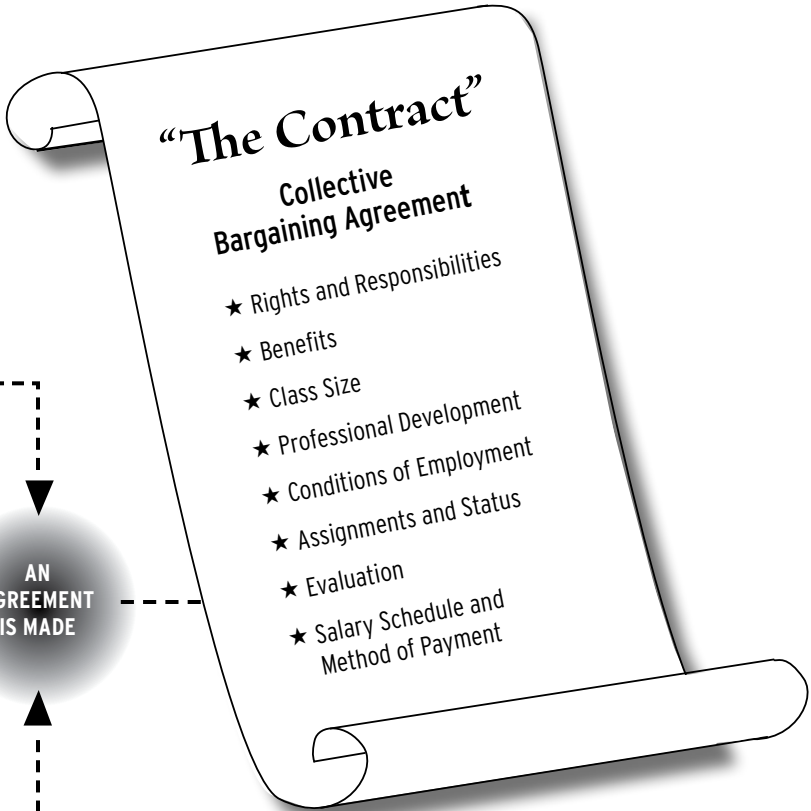 “The Contract”
Collective
Bargaining Agreement
★ Rights and Responsibilities
★ Benefits
★ Class Size
★ Professional Development
★ Conditions of Employment
★ Assignments and Status
★ Evaluation
★ Salary Schedule and
Method of Payment
AN
GREEMENT
IS MADE